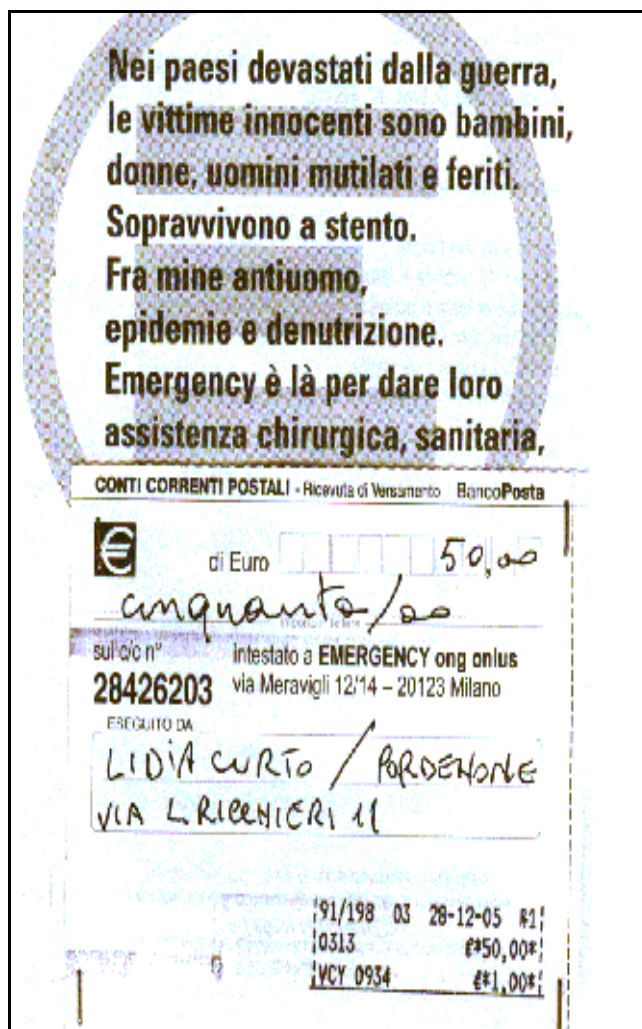 Nei paesi devastati dalla guerra,
le vittime innocenti sono bambini,
donne, uomini mutilati e feriti.
Sopravvivono a stento.
Fra mine antiuomo,
epidemie e denutrizione.
Emergency è là per dare loro
assistenza chirurgica, sanitaria,
CONTI CORRENTI POSTALI - Ricevuta di Versamento BancoPosta
€ di Euro 50,00
cinquanta/00
sul c/c n° intestato a EMERGENCY ong onlus
28426203 via Meravigli 12/14 – 20123 Milano
ESEGUITO DA
LIDIA CURTO / PORDENONE
VIA L. RICCHIERI 11
91/198 03 28-12-05 R1
0313 €*50,00*
VCY 0934 €*1,00*